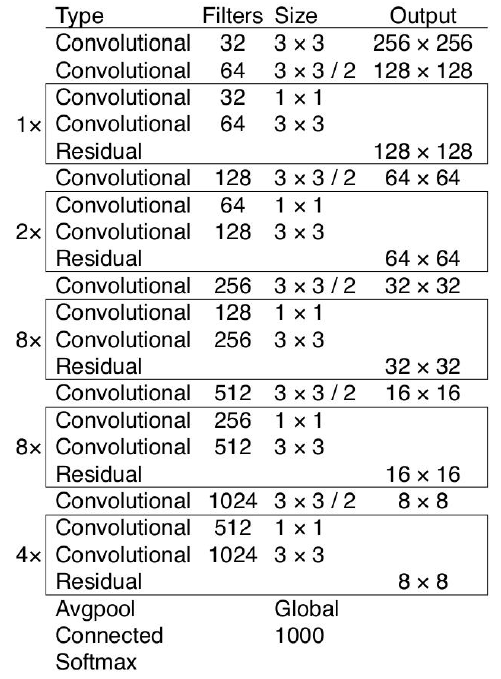 Type Filters Size Output
Convolutional 32 3 × 3 256 × 256
Convolutional 64 3 × 3 / 2 128 × 128
Convolutional 32 1 × 1
1× Convolutional 64 3 × 3
Residual 128 × 128
Convolutional 128 3 × 3 / 2 64 × 64
Convolutional 64 1 × 1
2× Convolutional 128 3 × 3
Residual 64 × 64
Convolutional 256 3 × 3 / 2 32 × 32
Convolutional 128 1 × 1
8× Convolutional 256 3 × 3
Residual 32 × 32
Convolutional 512 3 × 3 / 2 16 × 16
Convolutional 256 1 × 1
8× Convolutional 512 3 × 3
Residual 16 × 16
Convolutional 1024 3 × 3 / 2 8 × 8
Convolutional 512 1 × 1
4× Convolutional 1024 3 × 3
Residual 8 × 8
Avgpool Global
Connected 1000
Softmax